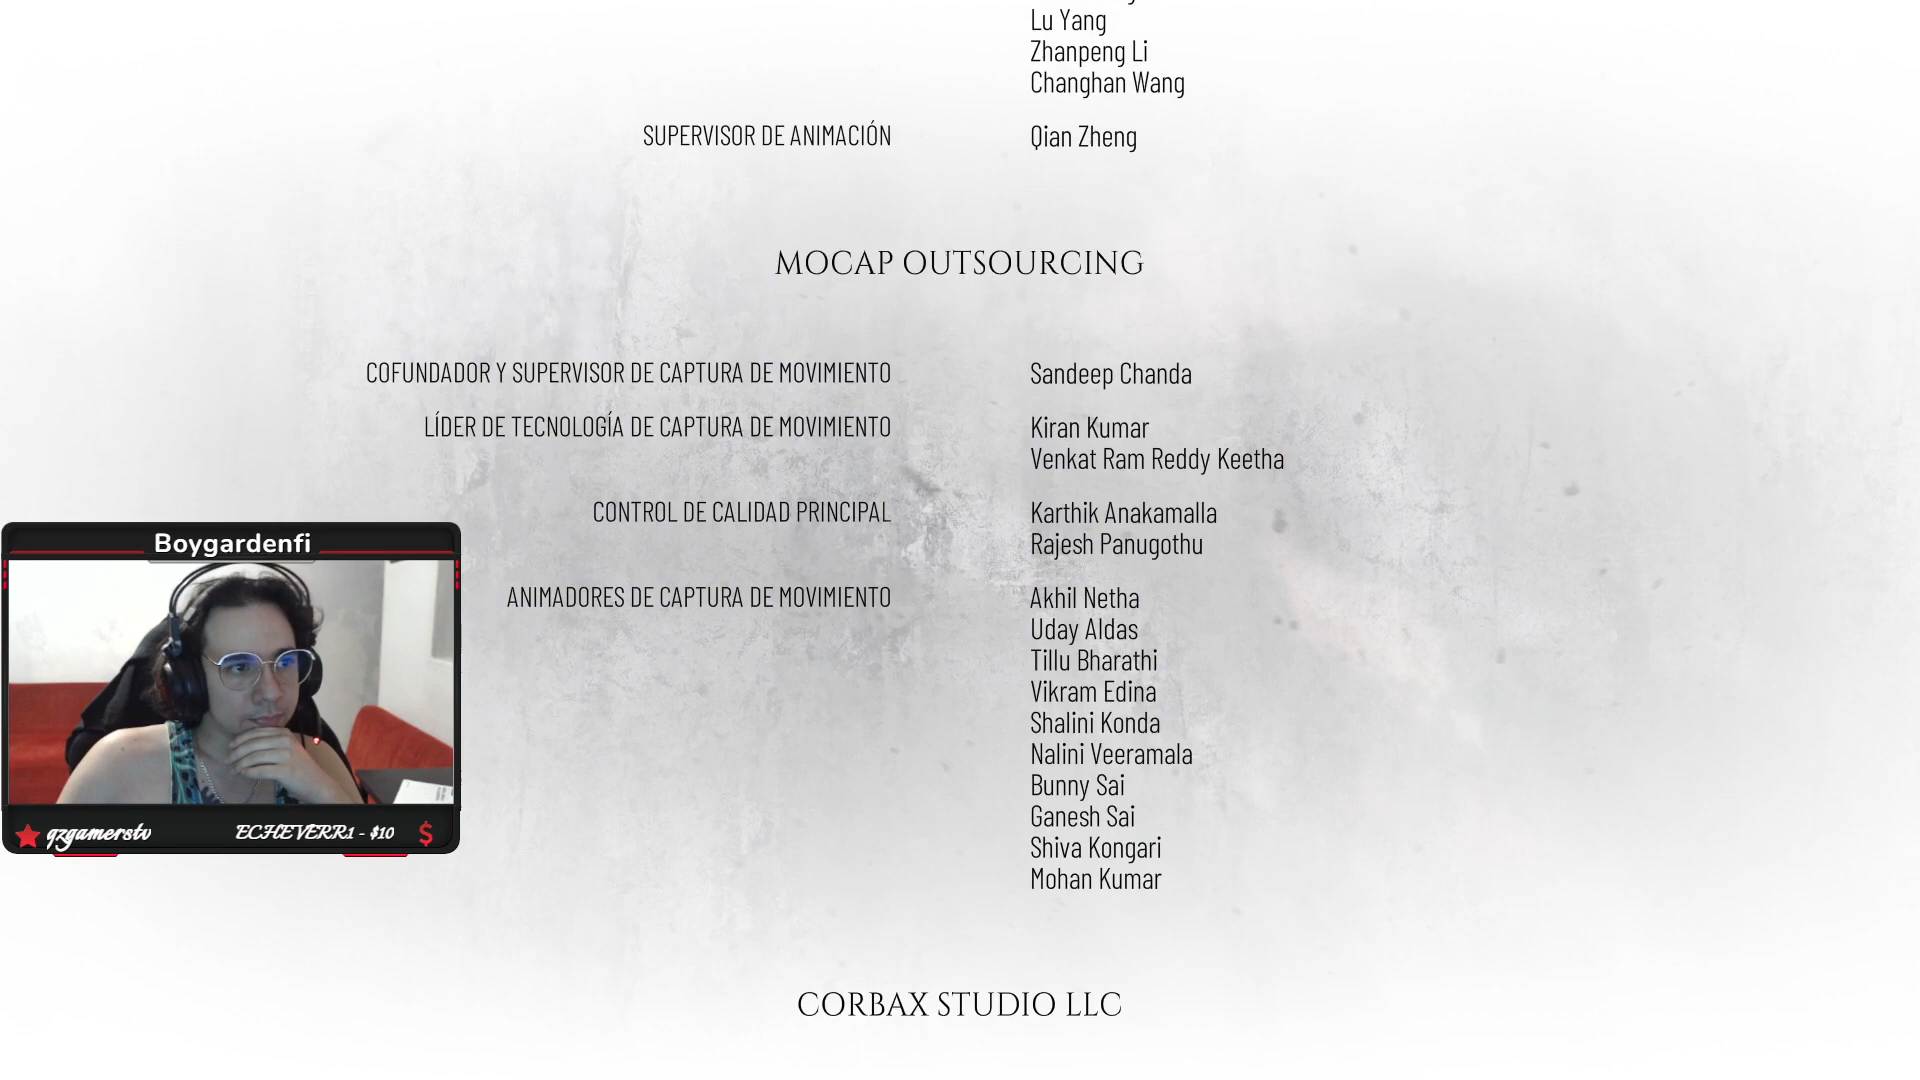 Lu Yang
Zhanpeng Li
Changhan Wang
SUPERVISOR DE ANIMACIÓN Qian Zheng
MOCAP OUTSOURCING
COFUNDADOR Y SUPERVISOR DE CAPTURA DE MOVIMIENTO Sandeep Chanda
LÍDER DE TECNOLOGÍA DE CAPTURA DE MOVIMIENTO Kiran Kumar
Venkat Ram Reddy Keetha
CONTROL DE CALIDAD PRINCIPAL Karthik Anakamalla
Rajesh Panugothu
ANIMADORES DE CAPTURA DE MOVIMIENTO Akhil Netha
Uday Aldas
Tillu Bharathi
Vikram Edina
Shalini Konda
Nalini Veeramala
Bunny Sai
Ganesh Sai
Shiva Kongari
Mohan Kumar
CORBAX STUDIO LLC
Boygardenfi
qzgamerstv ECHEVERR1 - $10 $